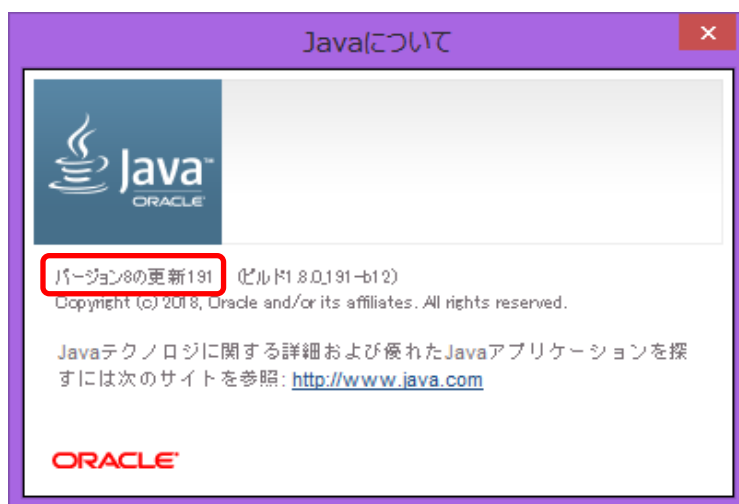 Javaについて
Java™
ORACLE
バージョン8の更新191 (ビルド1.8.0_191-b12)
Copyright (c) 2018, Oracle and/or its affiliates. All rights reserved.
Javaテクノロジに関する詳細および優れたJavaアプリケーションを探
すには次のサイトを参照: http://www.java.com
ORACLE